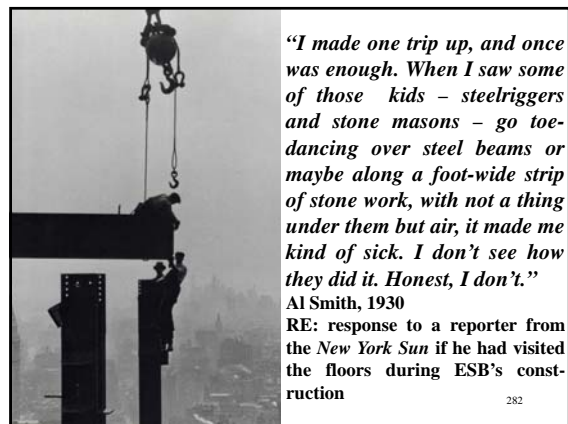 “I made one trip up, and once
was enough. When I saw some
of those kids – steelriggers
and stone masons – go toe-
dancing over steel beams or
maybe along a foot-wide strip
of stone work, with not a thing
under them but air, it made me
kind of sick. I don’t see how
they did it. Honest, I don’t.”
Al Smith, 1930
RE: response to a reporter from
the New York Sun if he had visited
the floors during ESB’s const-
ruction
282